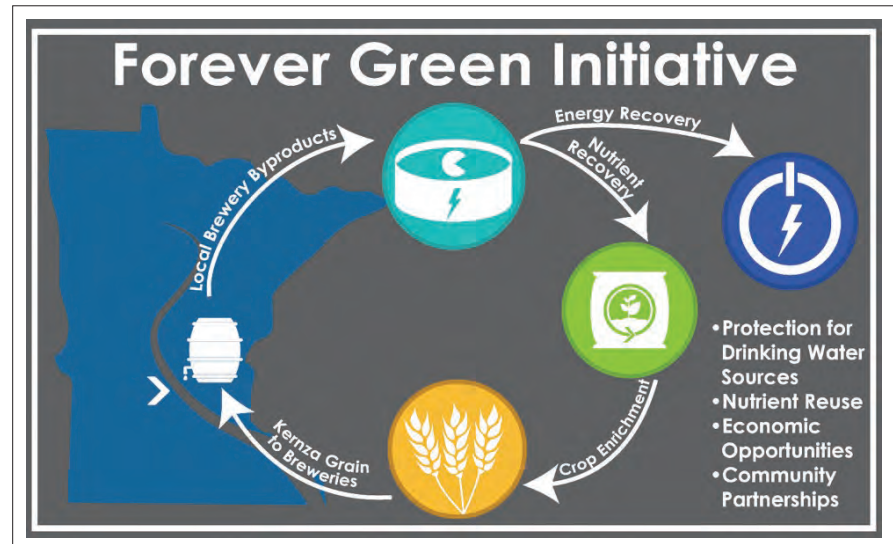 Forever Green Initiative
Local Brewery Byproducts
Energy Recovery
Nutrient
Recovery
Crop Enrichment
Kernza Grain
to Breweries
•Protection for
Drinking Water
Sources
•Nutrient Reuse
•Economic
Opportunities
•Community
Partnerships